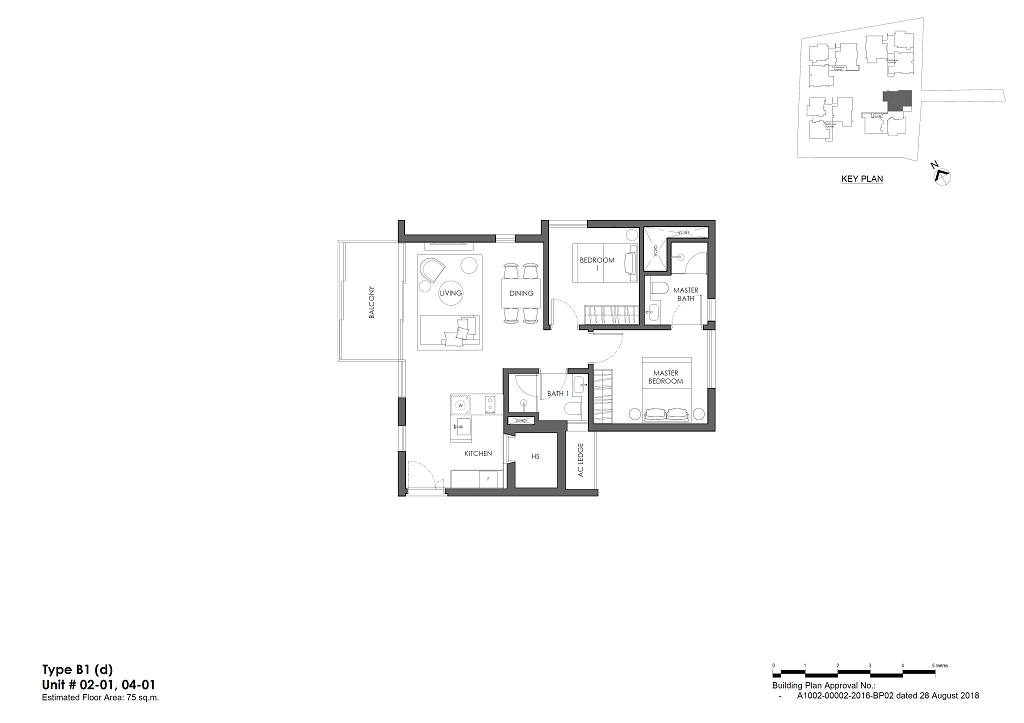 KEY PLAN
N
VOID
VOID
BEDROOM
1
MASTER
BATH
LIVING
DINING
BALCONY
MASTER
BEDROOM
BATH 1
W
KITCHEN
HS
F
AC LEDGE
Type B1 (d)
Unit # 02-01, 04-01
Estimated Floor Area: 75 sq.m.
0 1 2 3 4 5 metres
Building Plan Approval No.:
- A1002-00002-2016-BP02 dated 28 August 2018